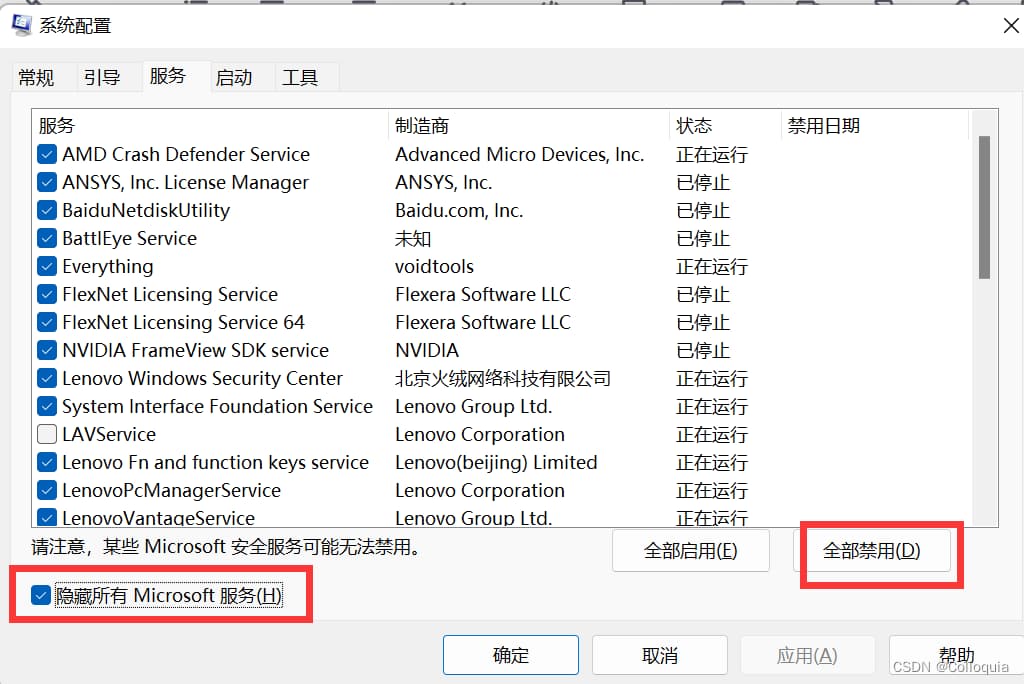 系统配置
常规 引导 服务 启动 工具
服务 制造商 状态 禁用日期
AMD Crash Defender Service Advanced Micro Devices, Inc. 正在运行
ANSYS, Inc. License Manager ANSYS, Inc. 已停止
BaiduNetdiskUtility Baidu.com, Inc. 已停止
BattlEye Service 未知 已停止
Everything voidtools 正在运行
FlexNet Licensing Service Flexera Software LLC 已停止
FlexNet Licensing Service 64 Flexera Software LLC 已停止
NVIDIA FrameView SDK service NVIDIA 已停止
Lenovo Windows Security Center 北京火绒网络科技有限公司 正在运行
System Interface Foundation Service Lenovo Group Ltd. 正在运行
LAVService Lenovo Corporation 正在运行
Lenovo Fn and function keys service Lenovo(beijing) Limited 正在运行
LenovoPcManagerService Lenovo Corporation 正在运行
LenovoVantageService Lenovo Group Ltd. 正在运行
请注意，某些 Microsoft 安全服务可能无法禁用。
全部启用(E) 全部禁用(D)
隐藏所有 Microsoft 服务(H)
确定 取消 应用(A) 帮助
CSDN @Colloquia